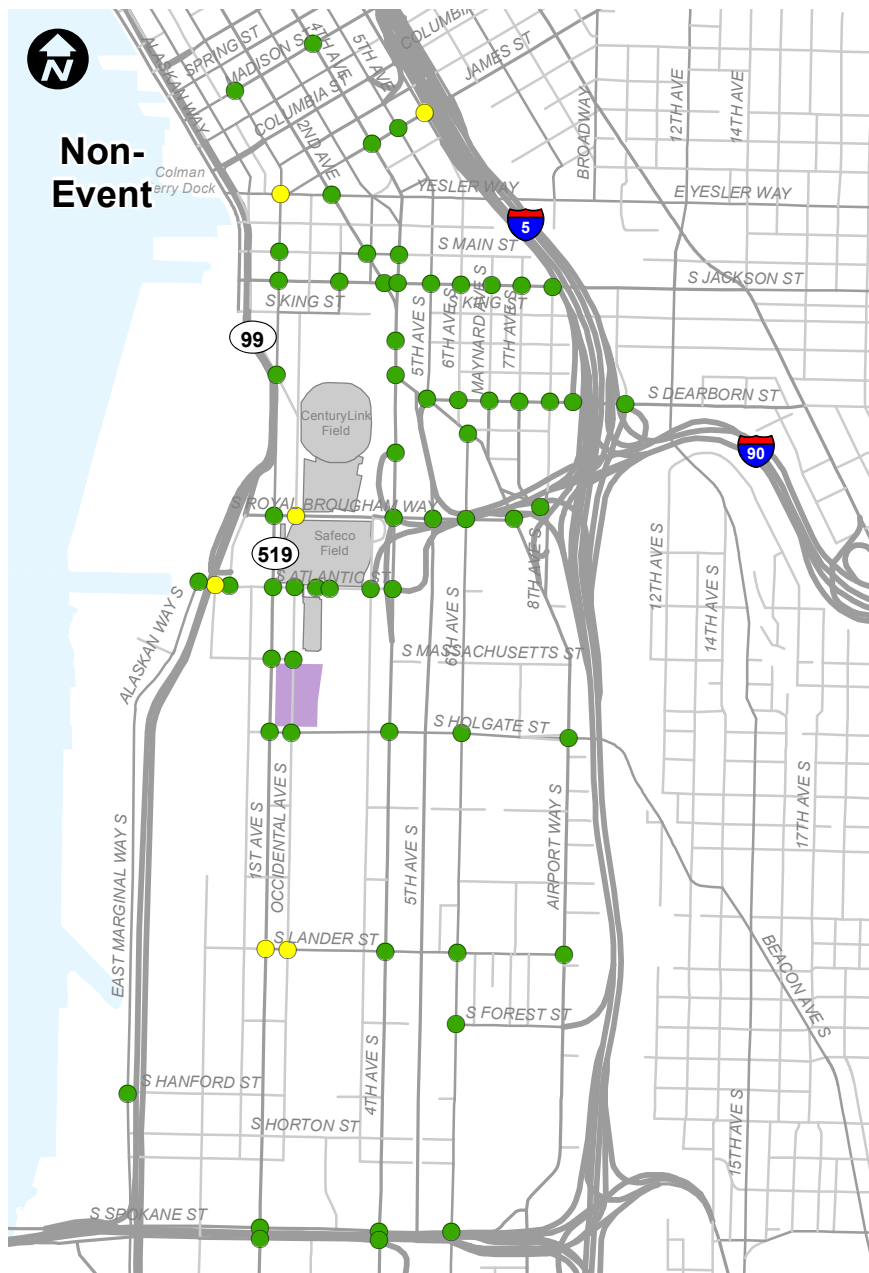 N
SPRING ST
MADISON ST
COLUMBIA ST
4TH AVE
5TH AVE
COLUMBIA
JAMES ST
ALASKAN WAY
2ND AVE
BROADWAY
12TH AVE
14TH AVE
Non-
Event
Colman
erry Dock
YESLER WAY
E YESLER WAY
5
S MAIN ST
S JACKSON ST
S KING ST
S KING ST
99
5TH AVE S
6TH AVE S
MAYNARD AVE S
7TH AVE S
S DEARBORN ST
CenturyLink
Field
90
S ROYAL BROUGHAM WAY
Safeco
Field
519
S ATLANTIC ST
ALASKAN WAY S
6TH AVE S
8TH AVE S
12TH AVE S
14TH AVE S
S MASSACHUSETTS ST
S HOLGATE ST
EAST MARGINAL WAY S
1ST AVE S
OCCIDENTAL AVE S
5TH AVE S
AIRPORT WAY S
17TH AVE S
S LANDER ST
BEACON AVE S
S FOREST ST
4TH AVE S
S HANFORD ST
S HORTON ST
15TH AVE S
S SPOKANE ST